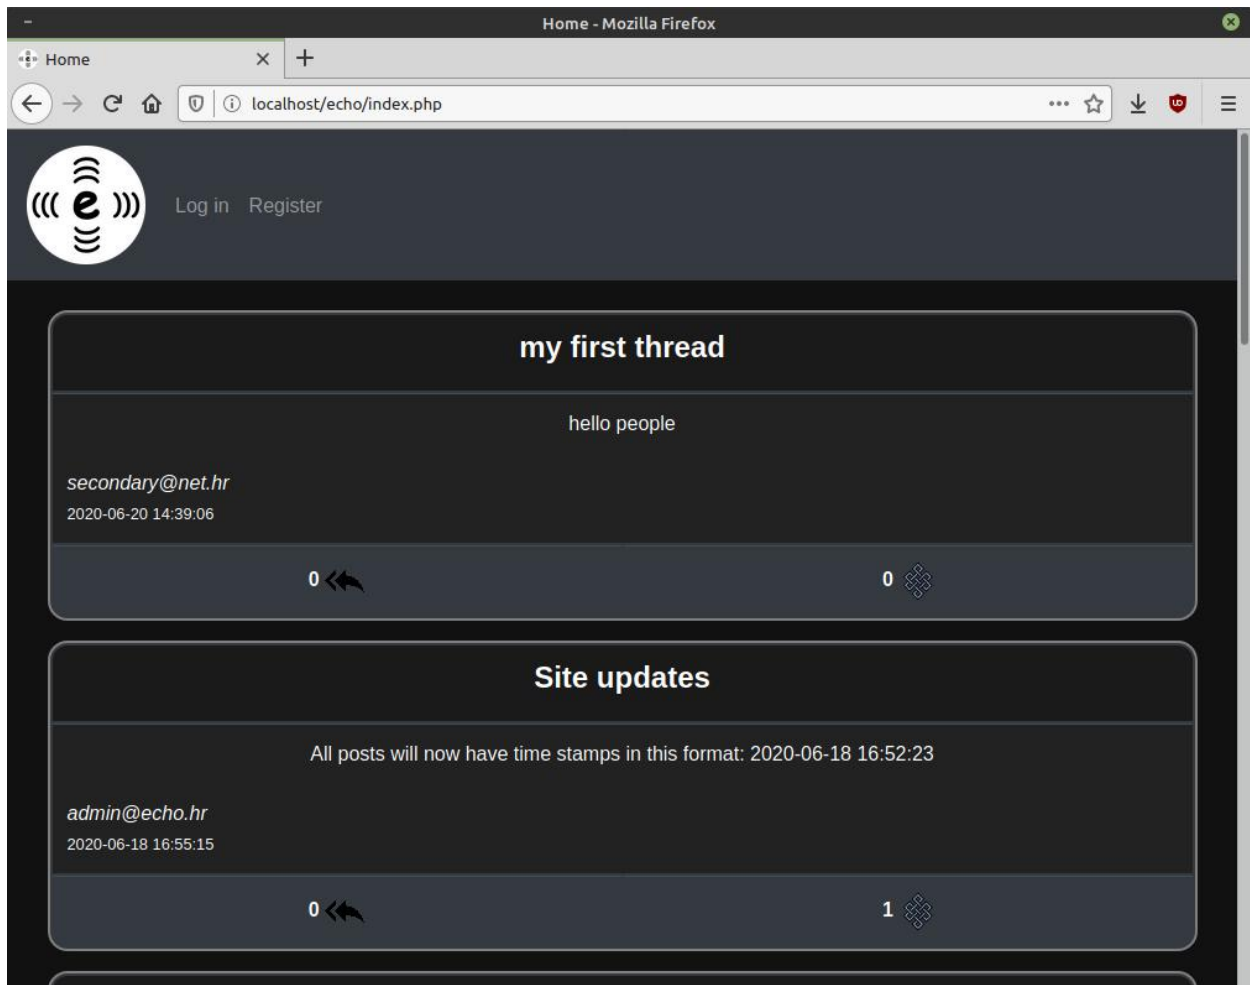 Home - Mozilla Firefox
Home
localhost/echo/index.php
((( e )))
Log in Register
my first thread
hello people
secondary@net.hr
2020-06-20 14:39:06
0 0
Site updates
All posts will now have time stamps in this format: 2020-06-18 16:52:23
admin@echo.hr
2020-06-18 16:55:15
0 1